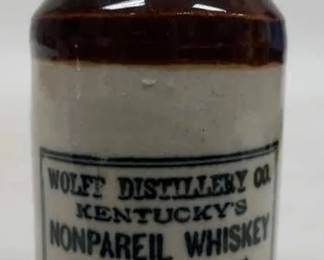 WOLFF DISTILLERY CO.
KENTUCKY'S
NONPAREIL WHISKEY